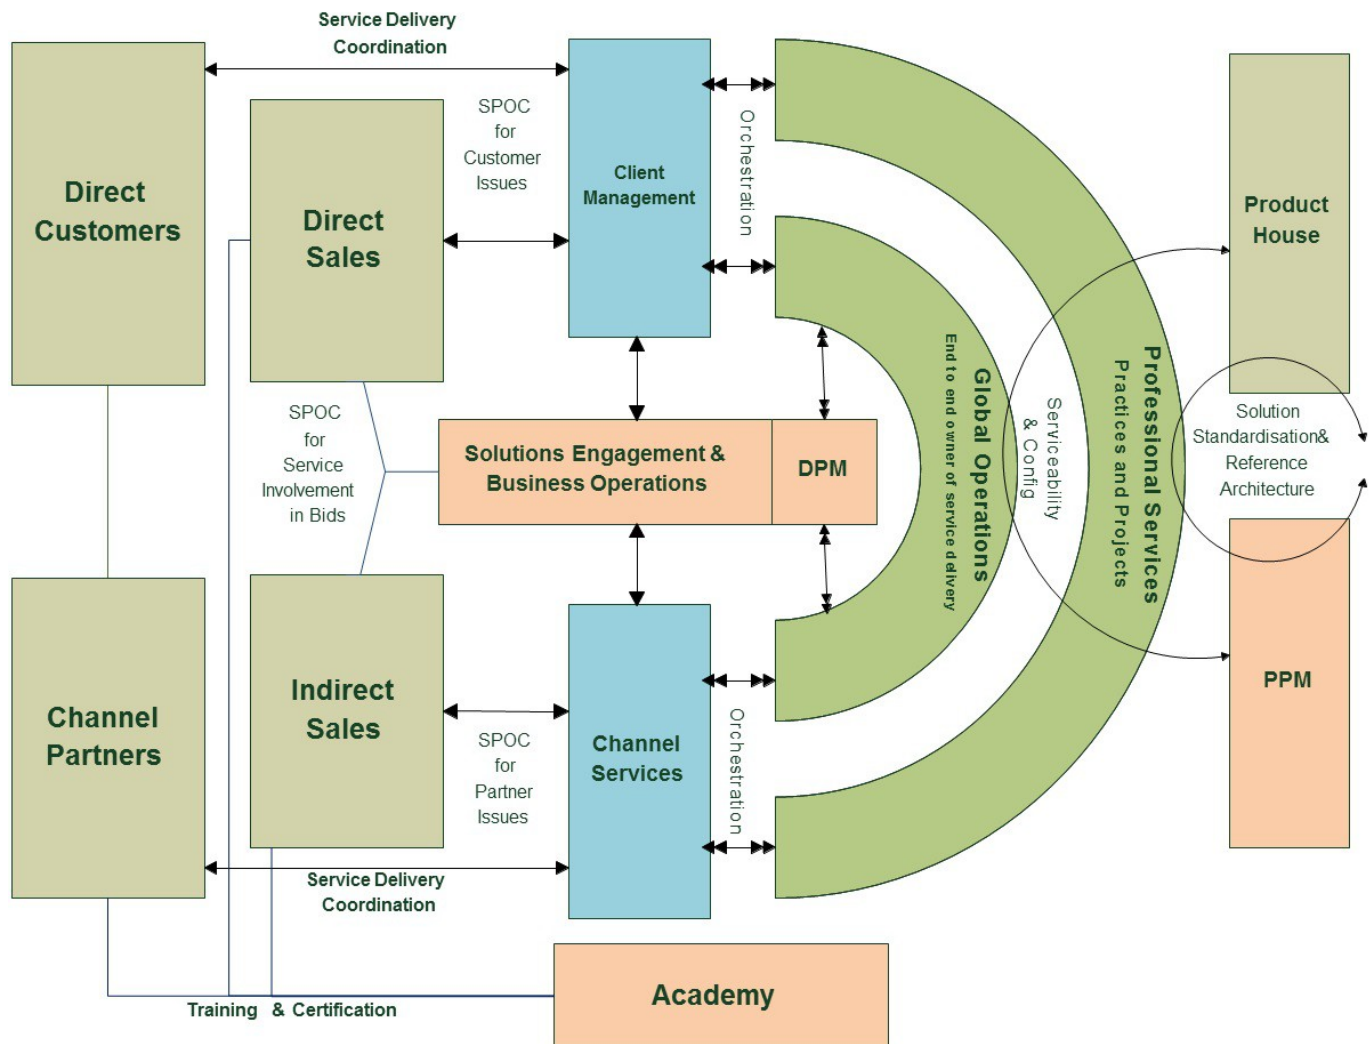 Service Delivery
Coordination
Direct
Customers
Direct
Sales
SPOC
for
Customer
Issues
Client
Management
Orchestration
Product
House
SPOC
for
Service
Involvement
in Bids
Solutions Engagement &
Business Operations
DPM
Global Operations
End to end owner of service delivery
Serviceability
& Config
Professional Services
Practices and Projects
Solution
Standardisation&
Reference
Architecture
Channel
Partners
Indirect
Sales
SPOC
for
Partner
Issues
Channel
Services
Orchestration
PPM
Service Delivery
Coordination
Training & Certification
Academy